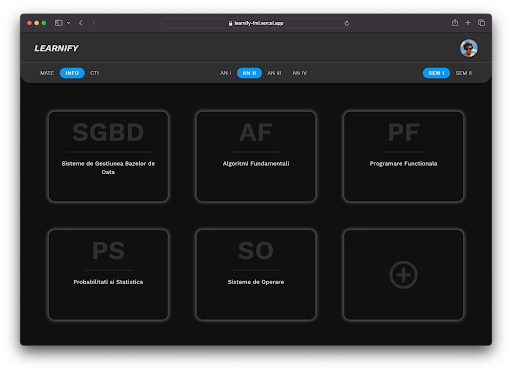 learnify-fmi.vercel.app
LEARNIFY
MATE INFO CTI AN I AN II AN III AN IV SEM I SEM II
SGBD
Sisteme de Gestiunea Bazelor de
Data
AF
Algoritmi Fundamentali
PF
Programare Functionala
PS
Probabilitati si Statistica
SO
Sisteme de Operare